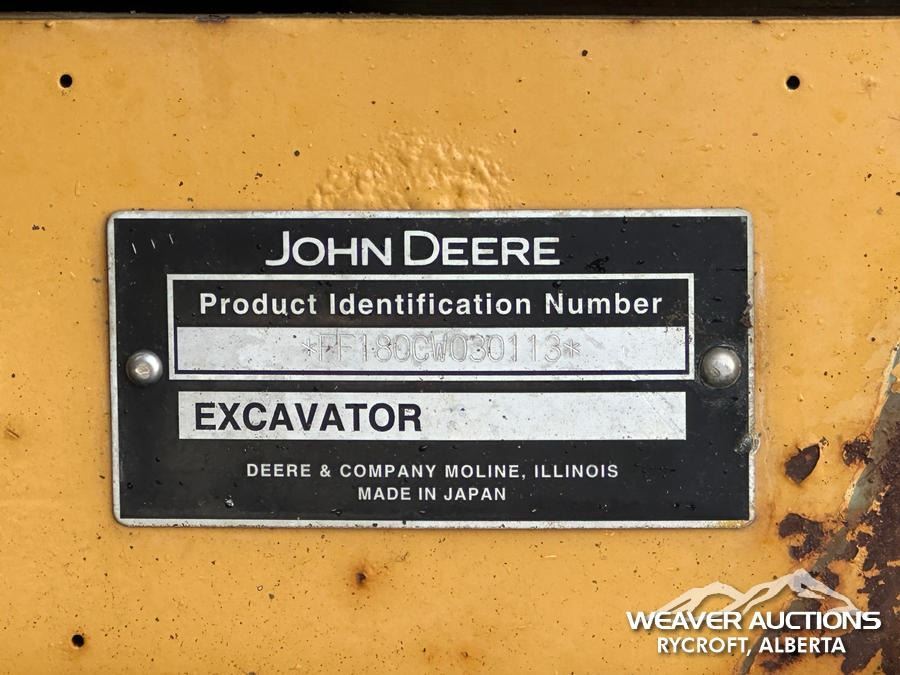 JOHN DEERE
Product Identification Number
*FF180CW030113*
EXCAVATOR
DEERE & COMPANY MOLINE, ILLINOIS
MADE IN JAPAN
WEAVER AUCTIONS
RYCROFT, ALBERTA